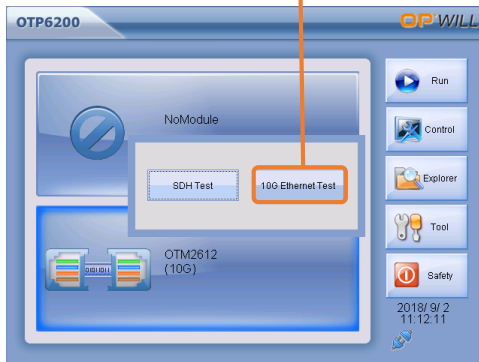 OTP6200
OPWILL
NoModule
SDH Test
10G Ethernet Test
OTM2612
(10G)
Run
Control
Explorer
Tool
Safety
2018/ 9/ 2
11:12:11